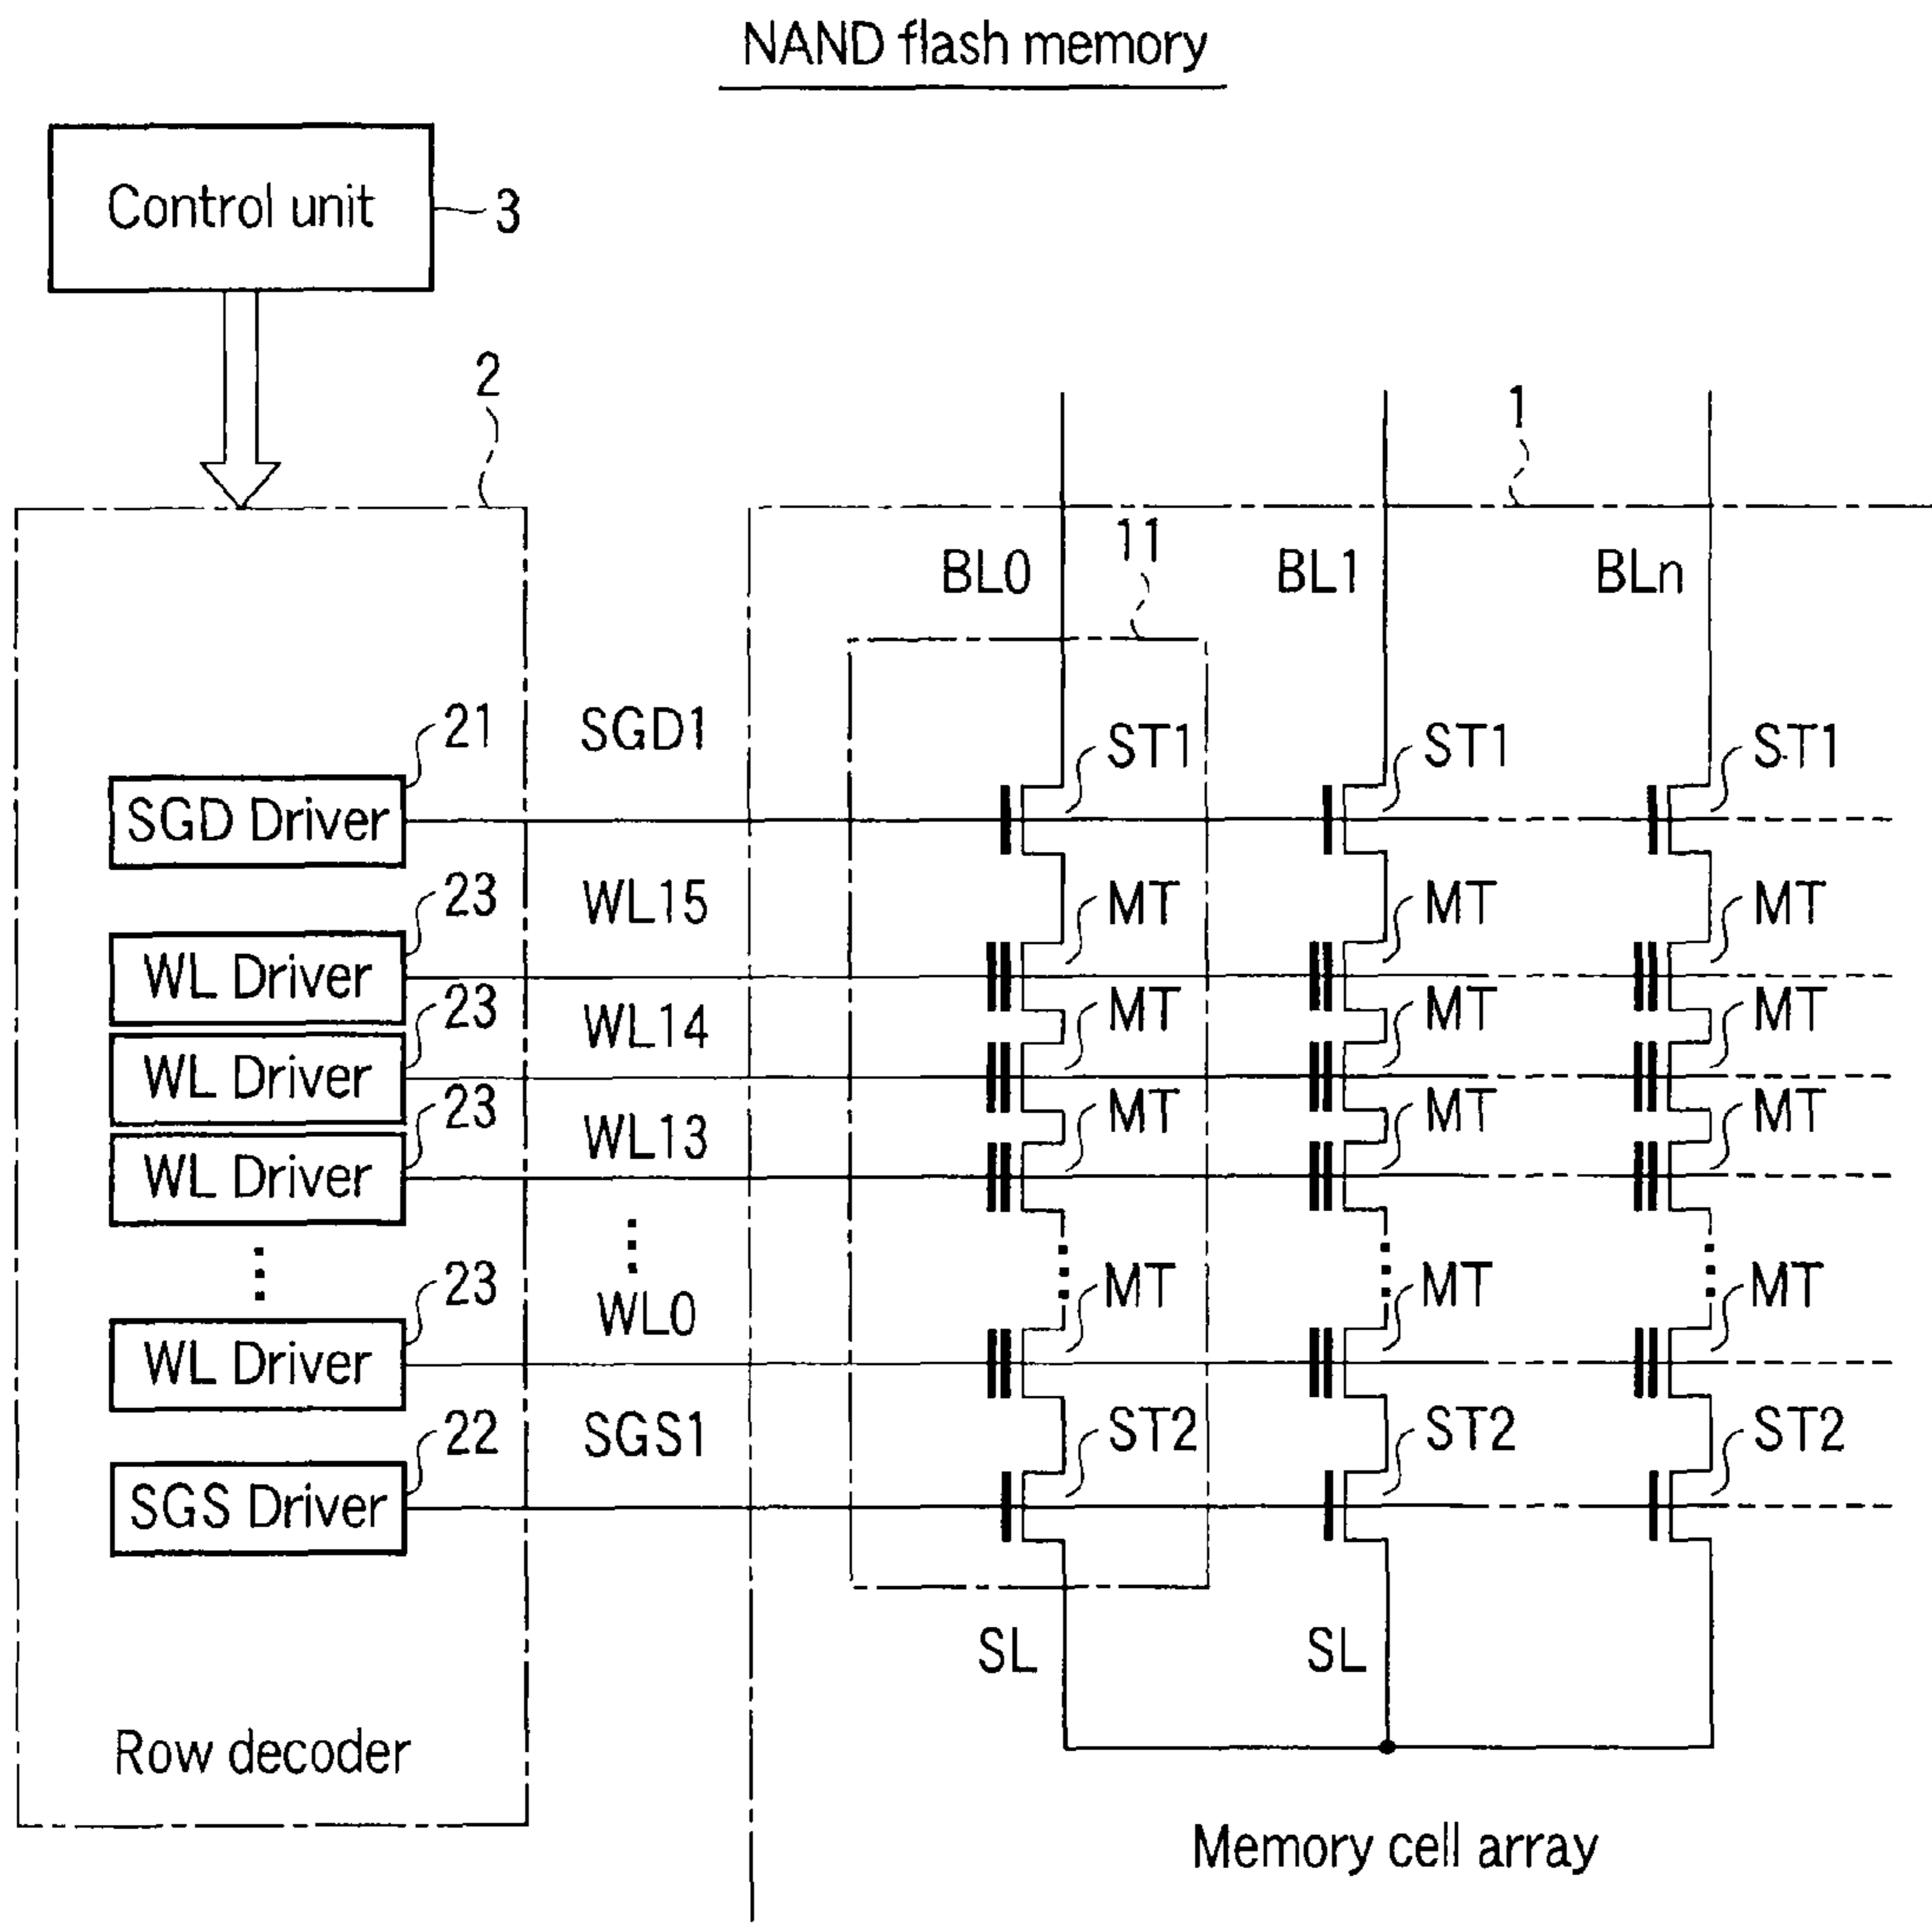 NAND flash memory
Control unit
3
2
1
11
BL0
BL1
BLn
21
SGD1
ST1
ST1
ST1
SGD Driver
23
WL15
MT
MT
MT
WL Driver
23
WL14
MT
MT
MT
WL Driver
23
WL13
MT
MT
MT
WL Driver
23
WL0
MT
MT
MT
WL Driver
22
SGS1
ST2
ST2
ST2
SGS Driver
SL
SL
Row decoder
Memory cell array